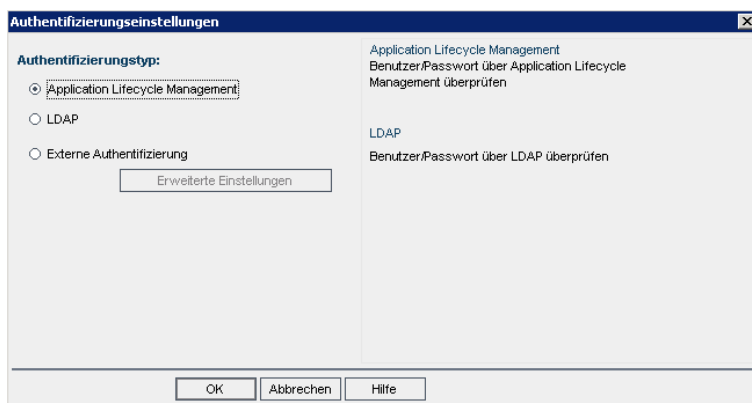 Authentifizierungseinstellungen
Authentifizierungstyp:
Application Lifecycle Management
LDAP
Externe Authentifizierung
Erweiterte Einstellungen
Application Lifecycle Management
Benutzer/Passwort über Application Lifecycle
Management überprüfen
LDAP
Benutzer/Passwort über LDAP überprüfen
OK
Abbrechen
Hilfe